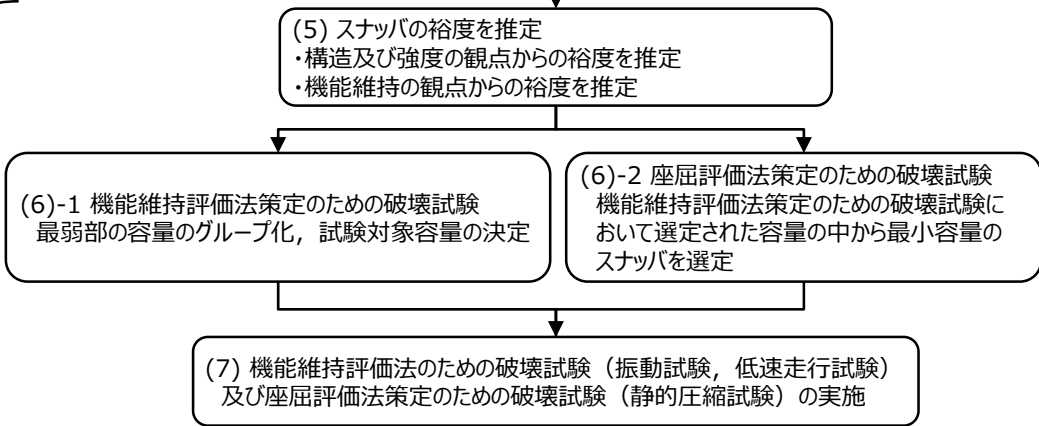 (5) スナッバの裕度を推定
・構造及び強度の観点からの裕度を推定
・機能維持の観点からの裕度を推定
(6)-1 機能維持評価法策定のための破壊試験
最弱部の容量のグループ化，試験対象容量の決定
(6)-2 座屈評価法策定のための破壊試験
機能維持評価法策定のための破壊試験に
おいて選定された容量の中から最小容量の
スナッバを選定
(7) 機能維持評価法のための破壊試験（振動試験，低速走行試験）
及び座屈評価法策定のための破壊試験（静的圧縮試験）の実施